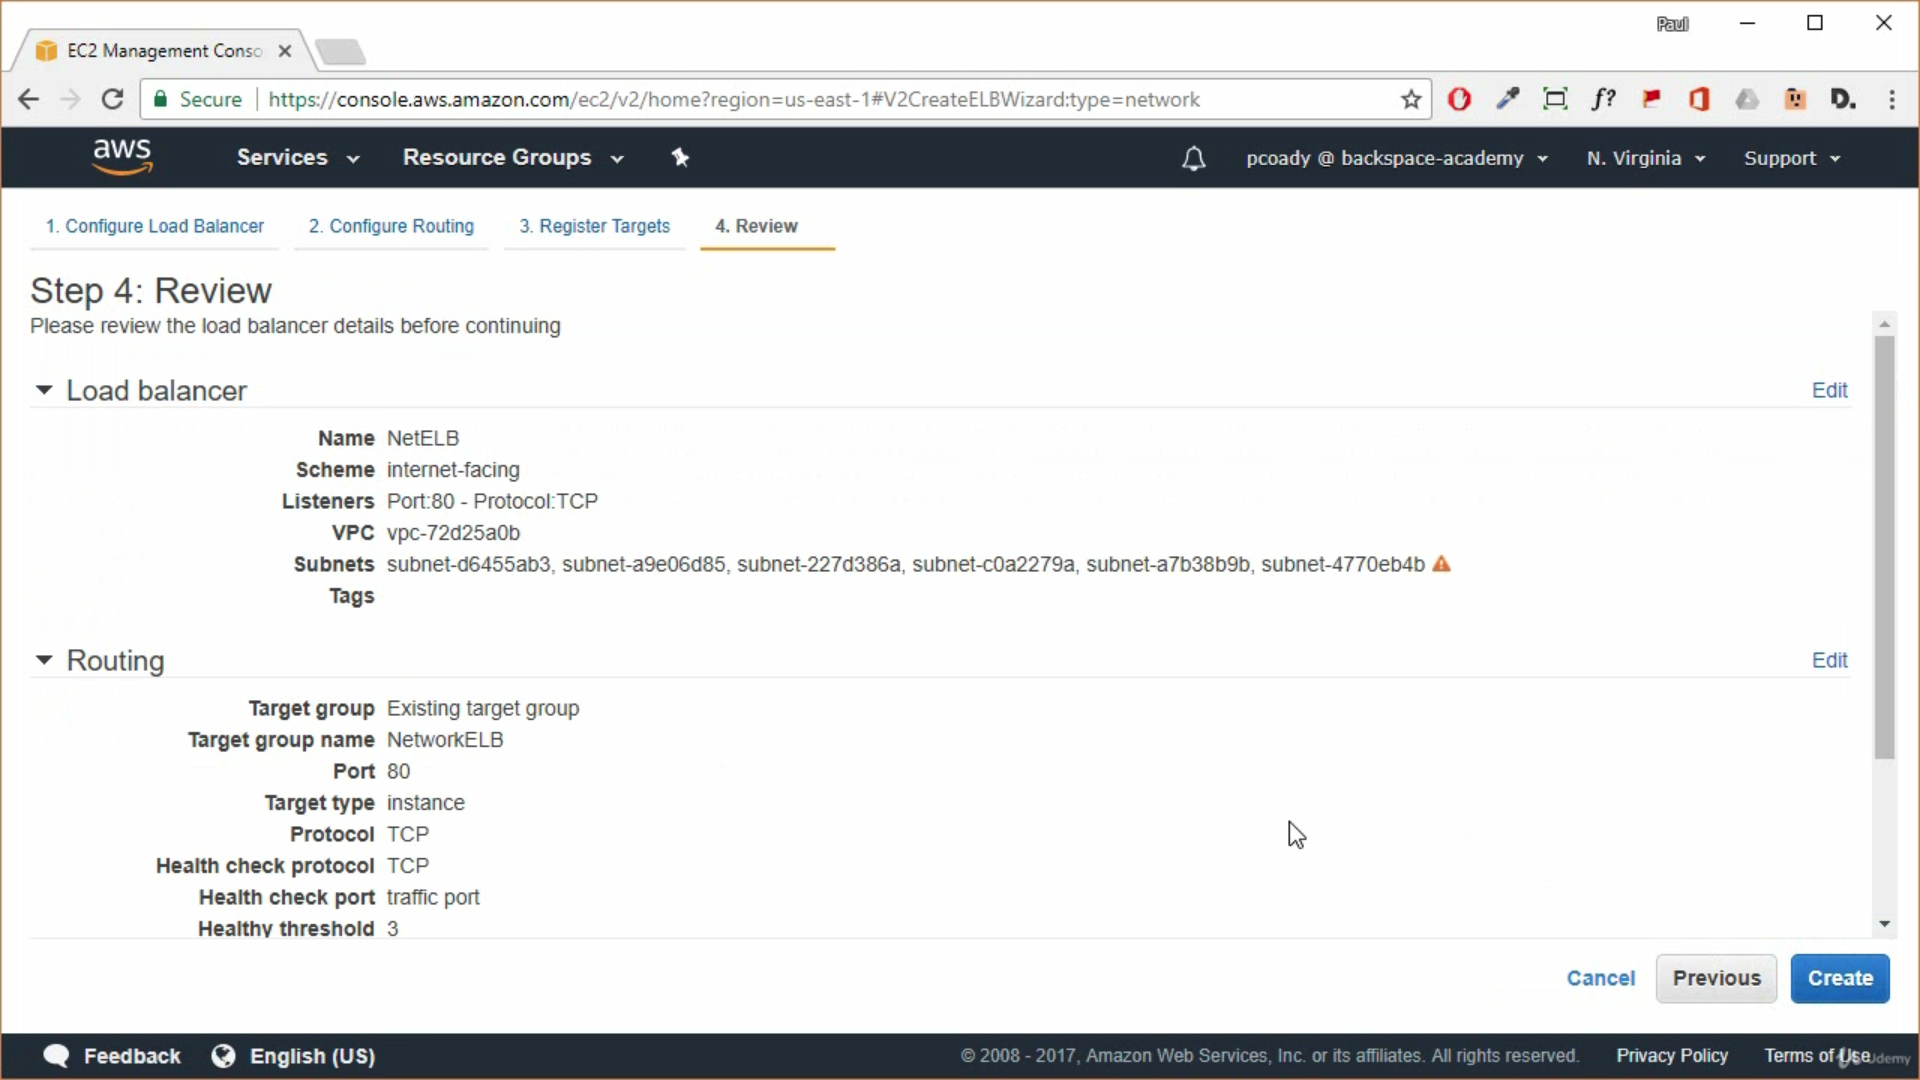 Paul
EC2 Management Conso
Secure https://console.aws.amazon.com/ec2/v2/home?region=us-east-1#V2CreateELBWizard:type=network
f? D.
aws Services Resource Groups pcoady @ backspace-academy N. Virginia Support
1. Configure Load Balancer 2. Configure Routing 3. Register Targets 4. Review
Step 4: Review
Please review the load balancer details before continuing
Load balancer Edit
Name NetELB
Scheme internet-facing
Listeners Port:80 - Protocol:TCP
VPC vpc-72d25a0b
Subnets subnet-d6455ab3, subnet-a9e06d85, subnet-227d386a, subnet-c0a2279a, subnet-a7b38b9b, subnet-4770eb4b
Tags
Routing Edit
Target group Existing target group
Target group name NetworkELB
Port 80
Target type instance
Protocol TCP
Health check protocol TCP
Health check port traffic port
Healthy threshold 3
Cancel Previous Create
Feedback English (US) © 2008 - 2017, Amazon Web Services, Inc. or its affiliates. All rights reserved. Privacy Policy Terms of Use
Udemy